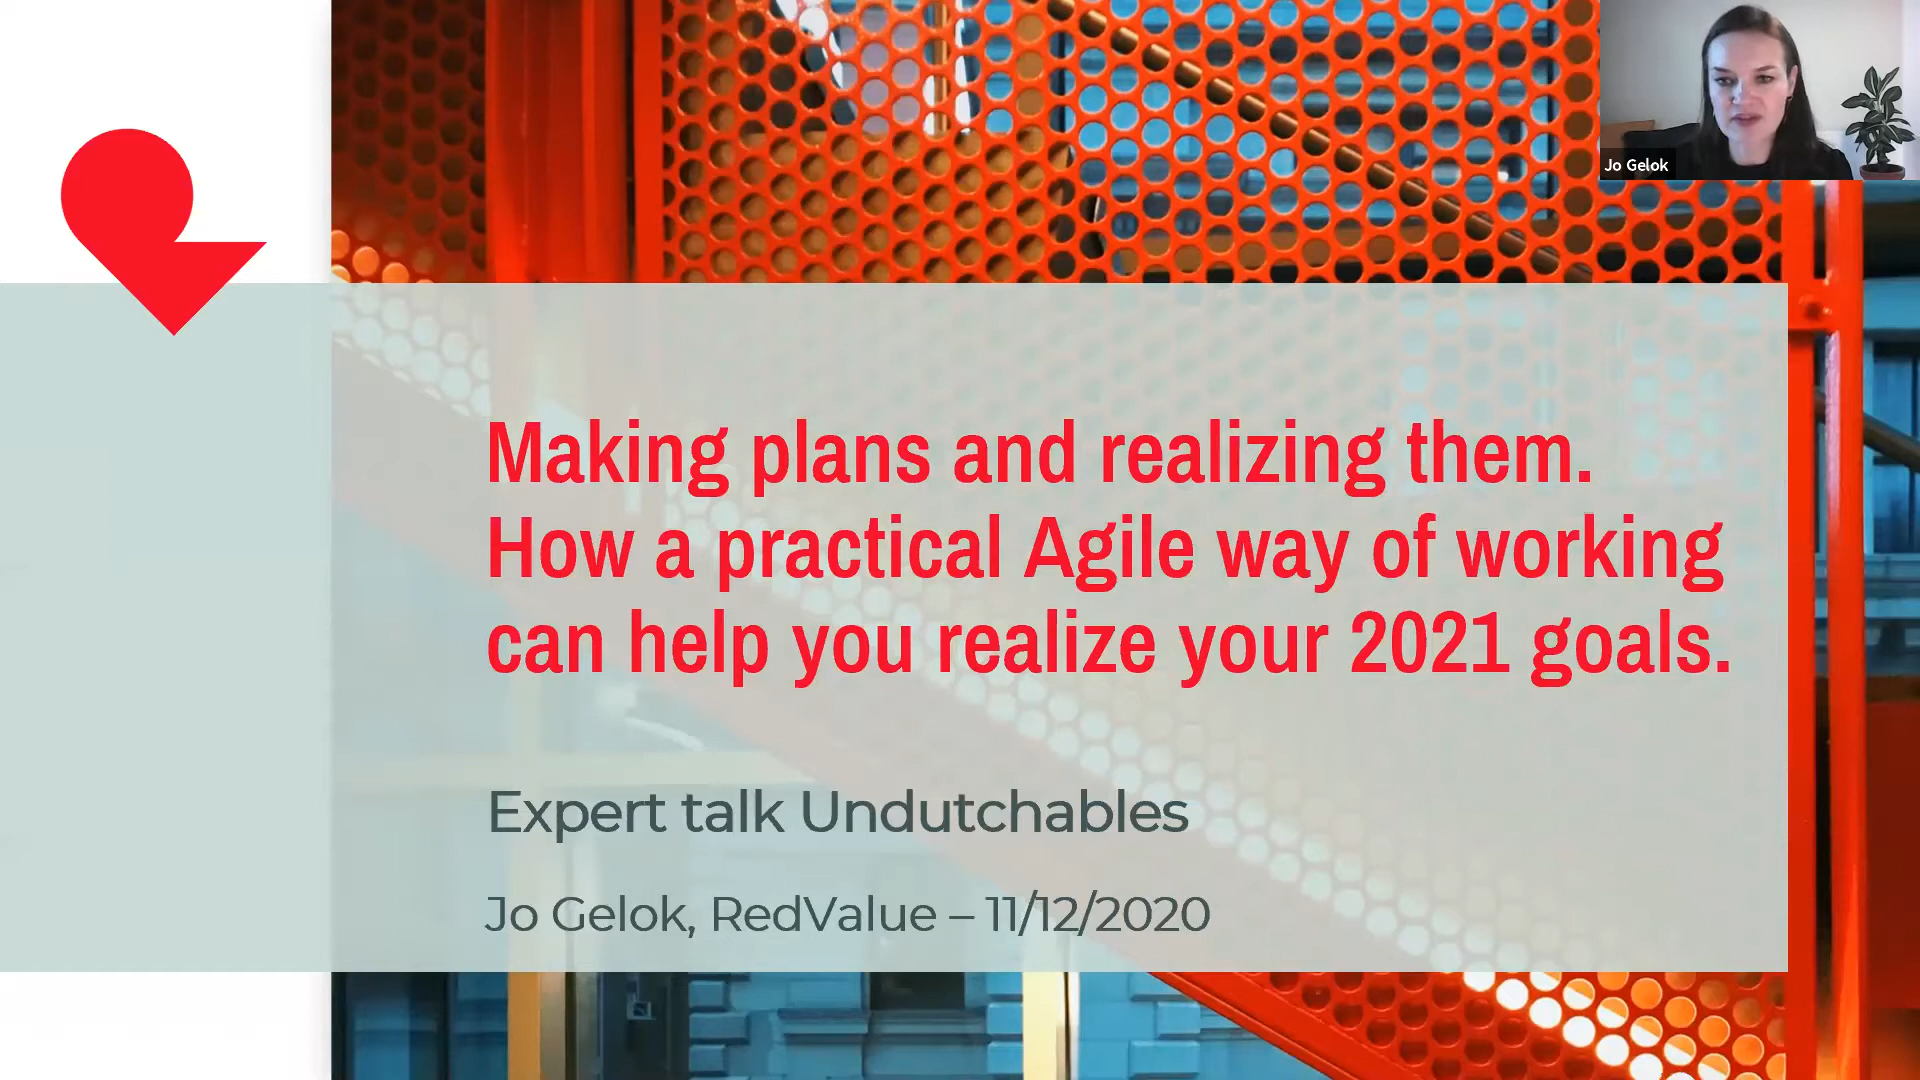 Jo Gelok
Making plans and realizing them.
How a practical Agile way of working
can help you realize your 2021 goals.
Expert talk Undutchables
Jo Gelok, RedValue – 11/12/2020